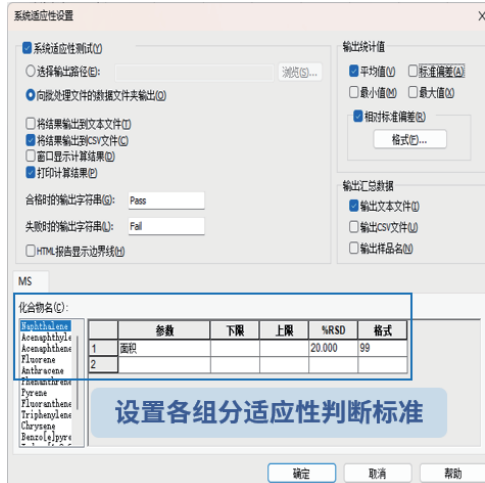 系统适应性设置
系统适应性测试(Y)
选择输出路径(E):
浏览(S)...
向批处理文件的数据文件夹输出(O)
将结果输出到文本文件(T)
将结果输出到CSV文件(C)
窗口显示计算结果(D)
打印计算结果(P)
合格时的输出字符串(G): Pass
失败时的输出字符串(L): Fail
HTML报告显示边界线(H)
输出统计值
平均值(V) 标准偏差(A)
最小值(M) 最大值(X)
相对标准偏差(R)
格式(F)...
输出汇总数据
输出文本文件(I)
输出CSV文件(U)
输出样品名(N)
MS
化合物名(C):
Naphthalene
Acenaphthyle
Acenaphthene
Fluorene
Anthracene
Phenanthrene
Pyrene
Fluoranthene
Triphenylene
Chrysene
Benzo[e]pyre
参数 下限 上限 %RSD 格式
1 面积 20.000 99
2
设置各组分适应性判断标准
确定 取消 帮助